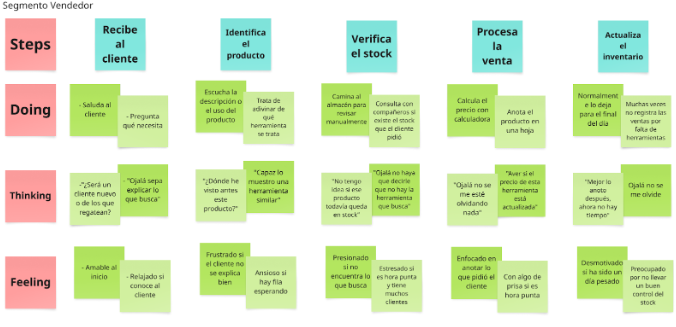 Segmento Vendedor
Steps
Recibe
al
cliente
Identifica
el
producto
Verifica
el stock
Procesa
la
venta
Actualiza
el
inventario
Doing
- Saluda al
cliente
- Pregunta
qué necesita
Escucha la
descripción o
el uso del
producto
Trata de
adivinar de
qué
herramienta
se trata
Camina al
almacén para
revisar
manualmente
Consulta con
compañeros si
existe el stock
que el cliente
pidió
Calcula el
precio con
calculadora
Anota el
producto en
una hoja
Normalment
e lo deja
para el final
del día
Muchas veces
no registra las
ventas por
falta de
herramientas
Thinking
-"¿Será un
cliente nuevo
o de los que
regatean?"
- "Ojalá sepa
explicar lo
que busca"
"¿Dónde he
visto antes
este
producto?"
"Capaz lo
muestro una
herramienta
similar"
"No tengo
idea si ese
producto
todavía queda
en stock"
"Ojalá no haya
que decirle
que no hay la
herramienta
que busca"
"Ojalá no se
me esté
olvidando
nada"
"Aver si el
precio de esta
herramienta
está
actualizada"
"Mejor lo
anoto
después,
ahora no hay
tiempo"
Ojalá no se
me olvide
Feeling
- Amable al
inicio
- Relajado si
conoce al
cliente
Frustrado si
el cliente no
se explica
bien
Ansioso si
hay fila
esperando
Presionado
si no
encuentra lo
que busca
Estresado si
es hora punta
y tiene
muchos
clientes
Enfocado en
anotar lo
que pidió el
cliente
Con algo de
prisa si es
hora punta
Desmotivado
si ha sido un
día pesado
Preocupado
por no llevar
un buen
control del
stock